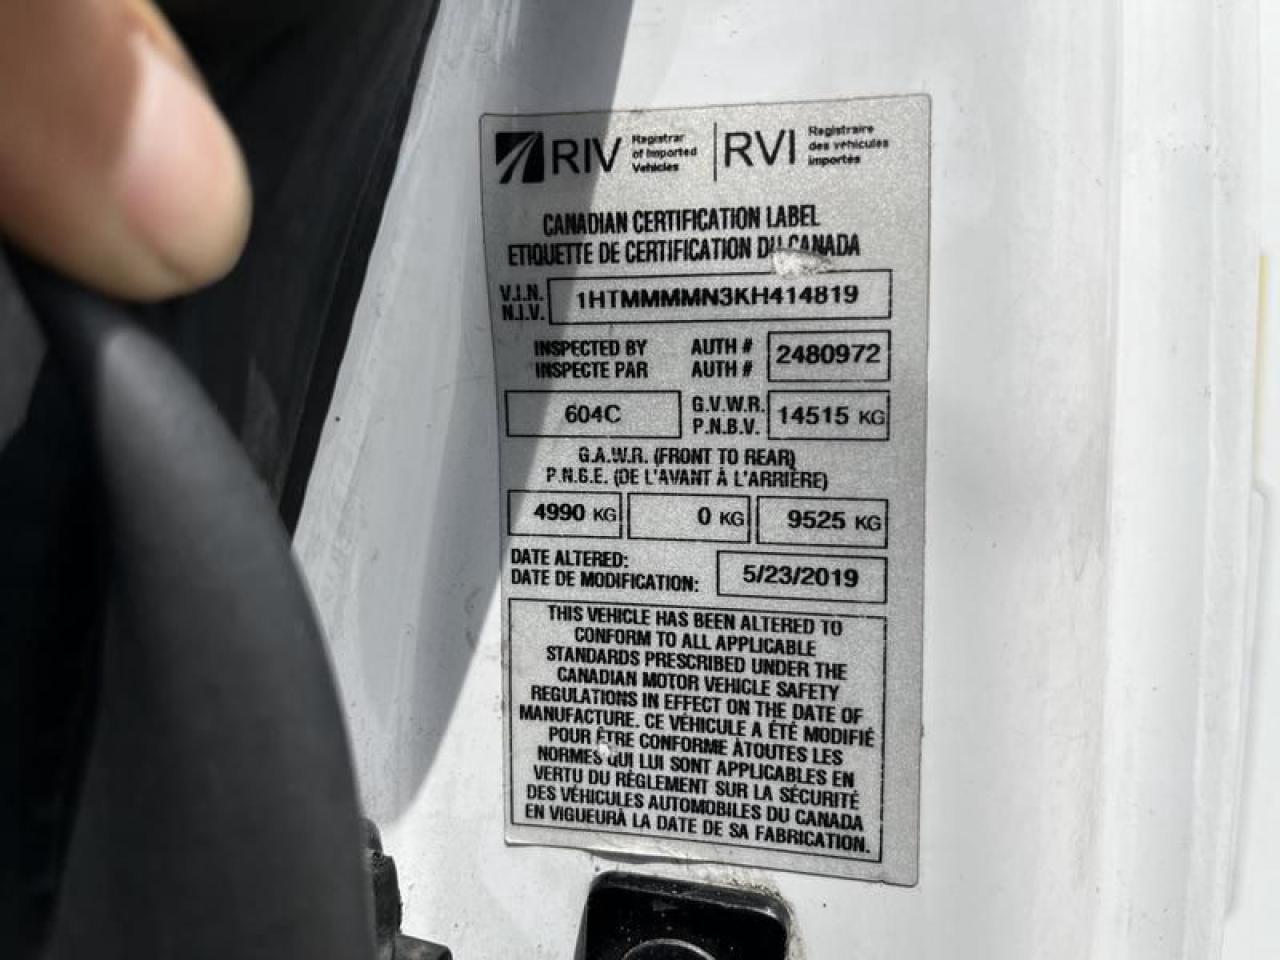 RIV Registrar of Imported Vehicles | RVI Registraire des véhicules importés
CANADIAN CERTIFICATION LABEL
ETIQUETTE DE CERTIFICATION DU CANADA
V.I.N.
N.I.V.
1HTMMMMN3KH414819
INSPECTED BY
INSPECTE PAR
AUTH #
AUTH #
2480972
604C
G.V.W.R.
P.N.B.V.
14515 KG
G.A.W.R. (FRONT TO REAR)
P.N.G.E. (DE L'AVANT À L'ARRIÈRE)
4990 KG 0 KG 9525 KG
DATE ALTERED:
DATE DE MODIFICATION:
5/23/2019
THIS VEHICLE HAS BEEN ALTERED TO
CONFORM TO ALL APPLICABLE
STANDARDS PRESCRIBED UNDER THE
CANADIAN MOTOR VEHICLE SAFETY
REGULATIONS IN EFFECT ON THE DATE OF
MANUFACTURE. CE VÉHICULE A ÉTÉ MODIFIÉ
POUR ÊTRE CONFORME ÀTOUTES LES
NORMES QUI LUI SONT APPLICABLES EN
VERTU DU RÈGLEMENT SUR LA SÉCURITÉ
DES VÉHICULES AUTOMOBILES DU CANADA
EN VIGUEURÀ LA DATE DE SA FABRICATION.